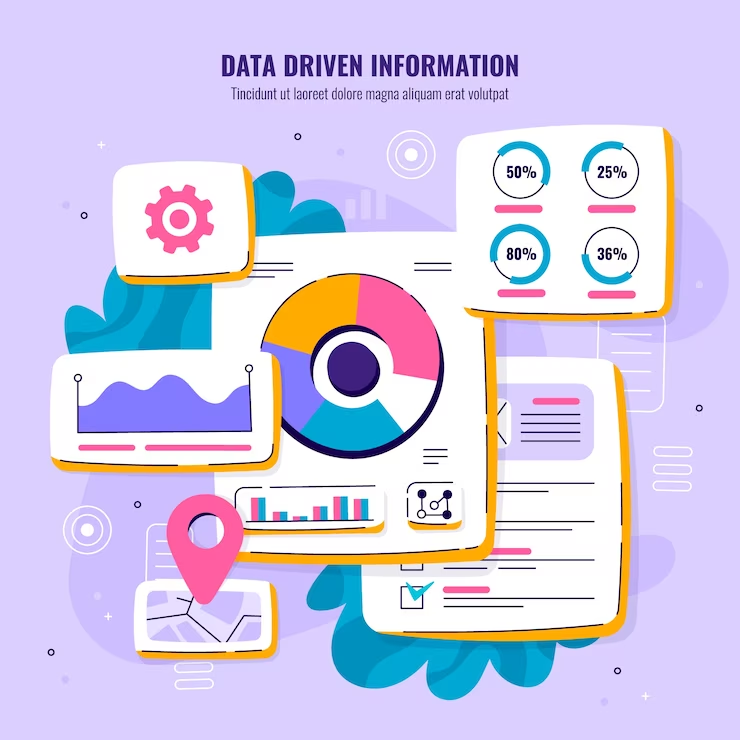 DATA DRIVEN INFORMATION
Tincidunt ut laoreet dolore magna aliquam erat volutpat
50% 25%
80% 36%